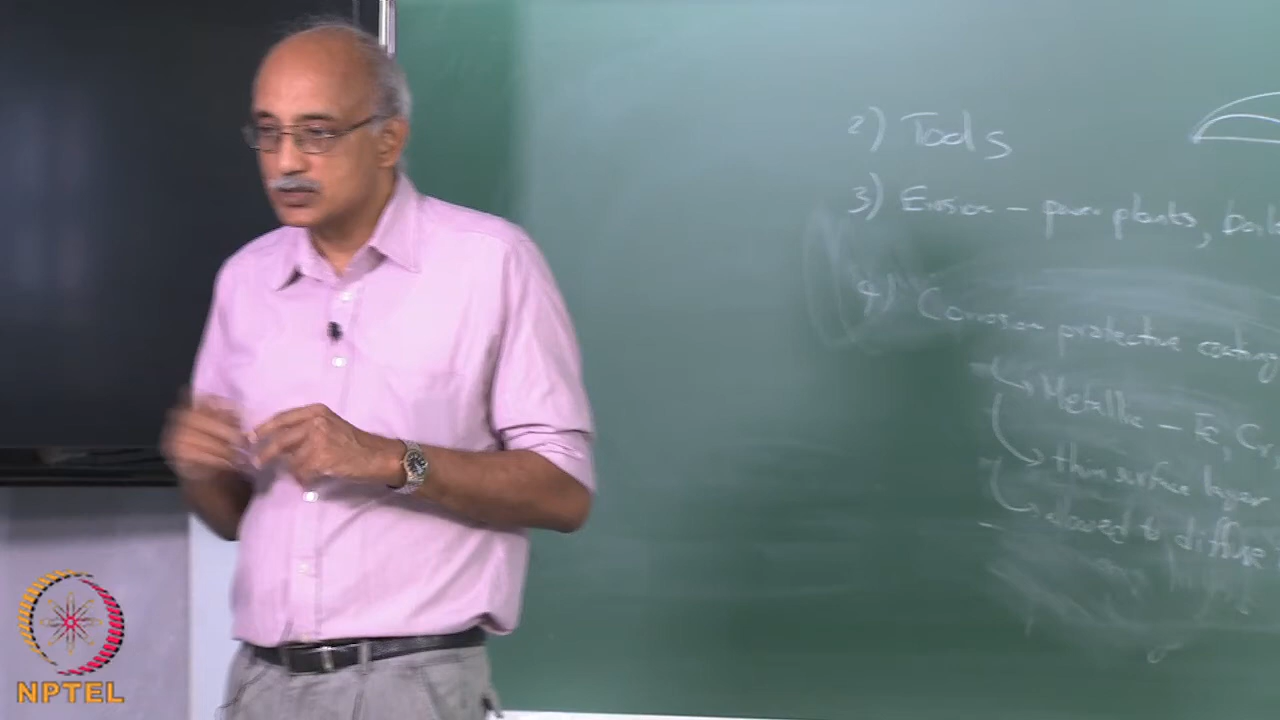 2) Tools
3) Erosion – power plants, boil
4) Corrosion protective coating
Metallic – Fe, Cr,
thin surface layer
allowed to diffuse
NPTEL